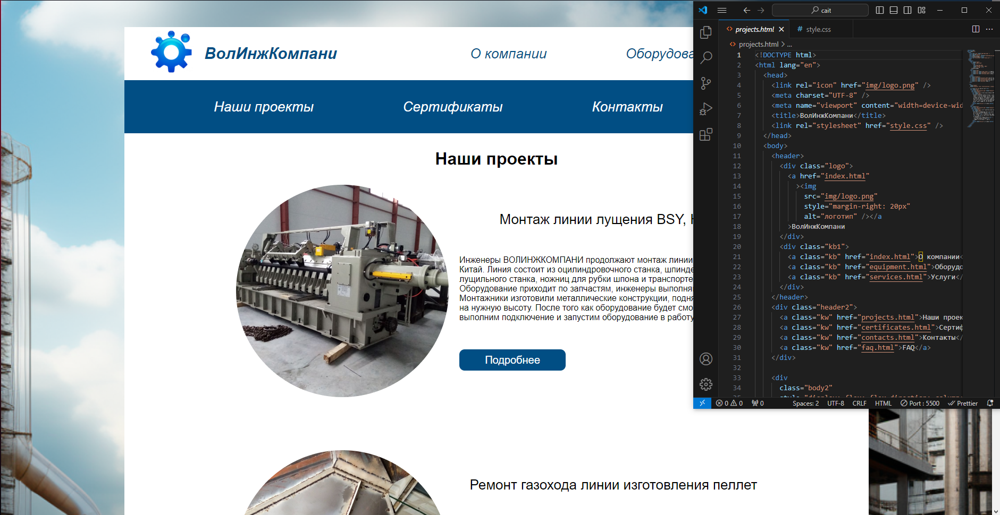 ВолИнжКомпани
О компании
Оборудова
Наши проекты
Сертификаты
Контакты
Наши проекты
Монтаж линии лущения BSY,
Инженеры ВОЛИНЖКОМПАНИ продолжают монтаж линии
Китай. Линия состоит из оцилиндровочного станка, шпинде
лущильного станка, ножниц для рубки шпона и транспорте
Оборудование приходит по запчастям, инженеры выполня
Монтажники изготовили металлические конструкции, подня
на нужную высоту. После того как оборудование будет смо
выполним подключение и запустим оборудование в работу
Подробнее
Ремонт газохода линии изготовления пеллет
cait
projects.html
# style.css
<> projects.html > ...
1 <!DOCTYPE html>
2 <html lang="en">
3 <head>
4 <link rel="icon" href="img/logo.png" />
5 <meta charset="UTF-8" />
6 <meta name="viewport" content="width=device-wid
7 <title>ВолИнжКомпани</title>
8 <link rel="stylesheet" href="style.css" />
9 </head>
10 <body>
11 <header>
12 <div class="logo">
13 <a href="index.html"
14 ><img
15 src="img/logo.png"
16 style="margin-right: 20px"
17 alt="логотип" /></a
18 >ВолИнжКомпани
19 </div>
20 <div class="kb1">
21 <a class="kb" href="index.html">О компании<
22 <a class="kb" href="equipment.html">Оборудо
23 <a class="kb" href="services.html">Услуги</
24 </div>
25 </header>
26 <div class="header2">
27 <a class="kw" href="projects.html">Наши проек
28 <a class="kw" href="certificates.html">Сертиф
29 <a class="kw" href="contacts.html">Контакты</
30 <a class="kw" href="faq.html">FAQ</a>
31 </div>
32
33 <div
34 class="body2"
0 0 0 Spaces: 2 UTF-8 CRLF HTML Port : 5500 Prettier